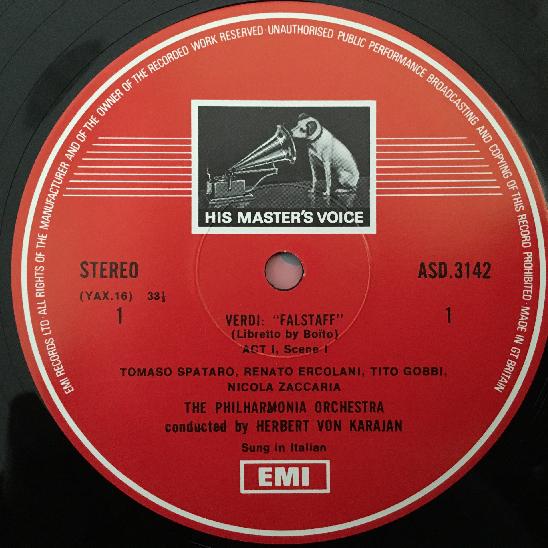 EMI RECORDS LTD ALL RIGHTS OF THE MANUFACTURER AND OF THE OWNER OF THE RECORDED WORK RESERVED · UNAUTHORISED PUBLIC PERFORMANCE BROADCASTING AND COPYING OF THIS RECORD PROHIBITED · MADE IN GT BRITAIN
HIS MASTER'S VOICE
STEREO
ASD.3142
(YAX.16) 33⅓
1
1
VERDI: "FALSTAFF"
(Libretto by Boito)
ACT I, Scene I
TOMASO SPATARO, RENATO ERCOLANI, TITO GOBBI,
NICOLA ZACCARIA
THE PHILHARMONIA ORCHESTRA
conducted by HERBERT VON KARAJAN
Sung in Italian
EMI